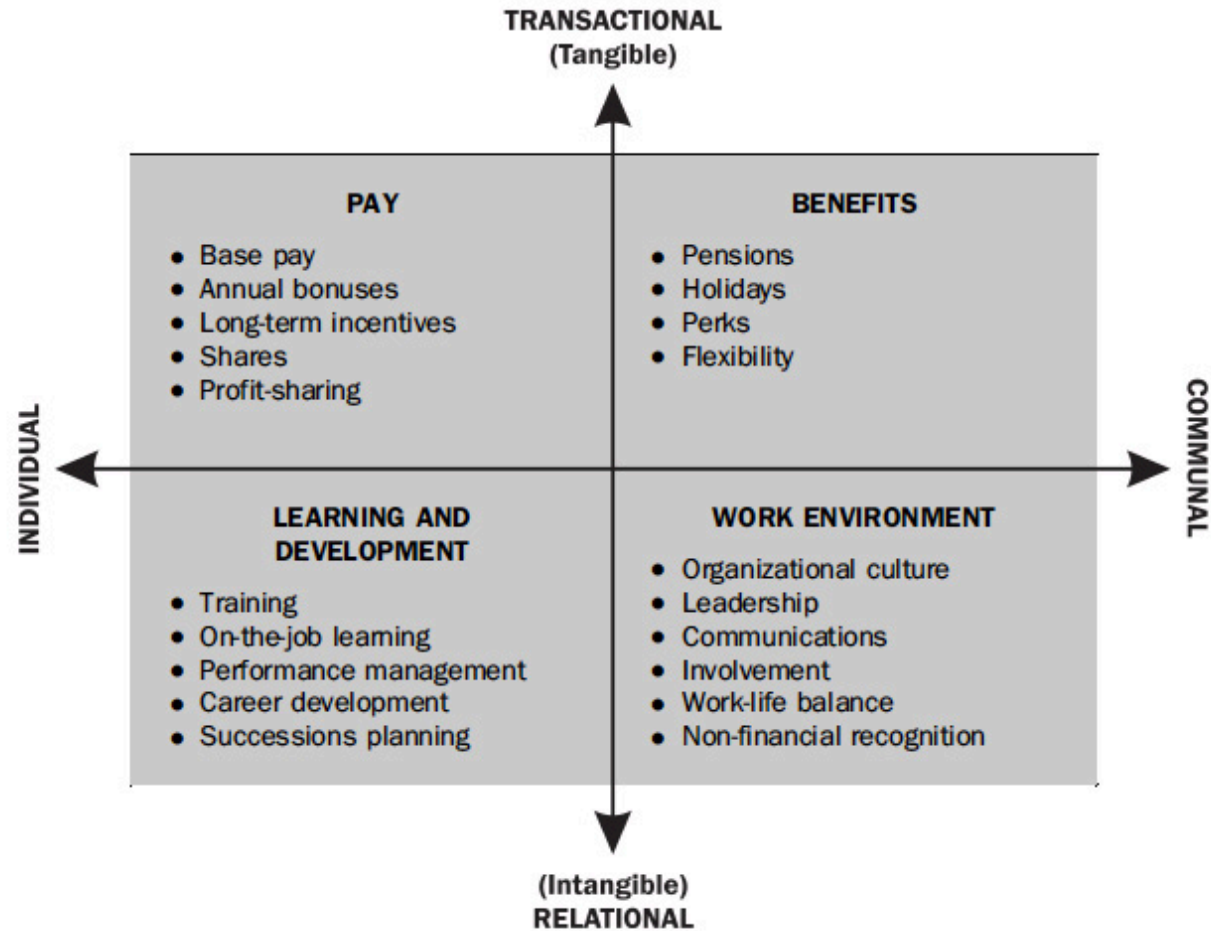 TRANSACTIONAL
(Tangible)
PAY
• Base pay
• Annual bonuses
• Long-term incentives
• Shares
• Profit-sharing
BENEFITS
• Pensions
• Holidays
• Perks
• Flexibility
INDIVIDUAL
COMMUNAL
LEARNING AND
DEVELOPMENT
• Training
• On-the-job learning
• Performance management
• Career development
• Successions planning
WORK ENVIRONMENT
• Organizational culture
• Leadership
• Communications
• Involvement
• Work-life balance
• Non-financial recognition
(Intangible)
RELATIONAL